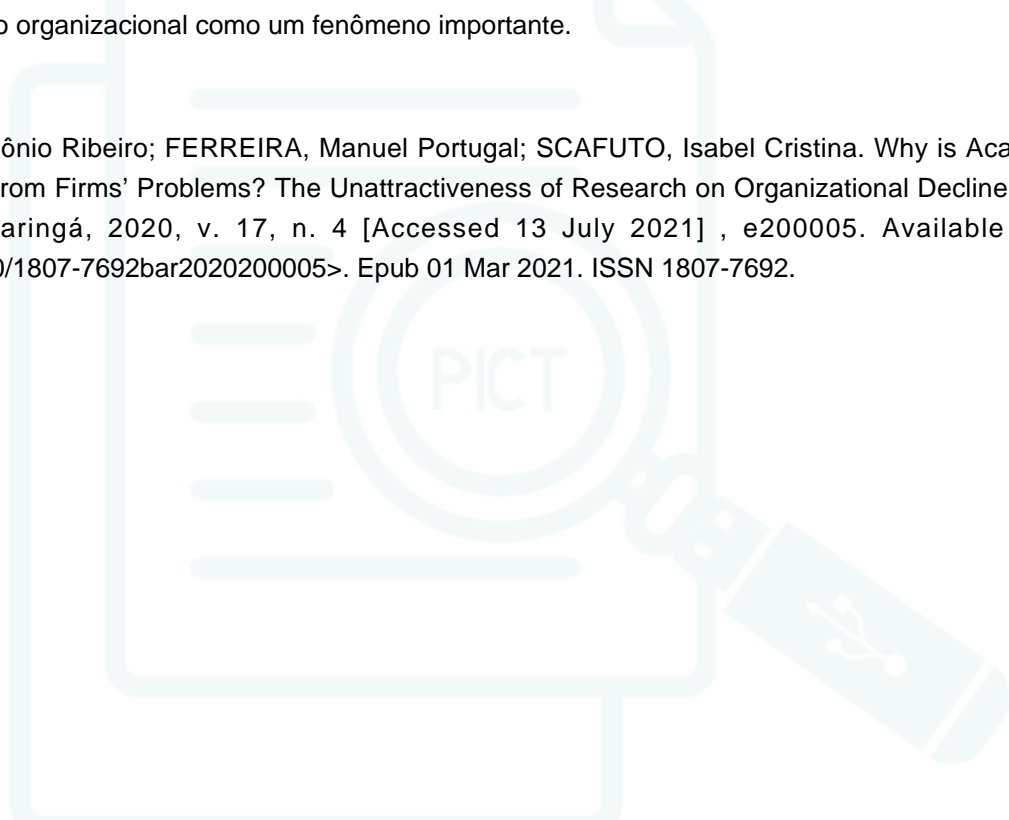 o organizacional como um fenômeno importante.
ônio Ribeiro; FERREIRA, Manuel Portugal; SCAFUTO, Isabel Cristina. Why is Aca
rom Firms’ Problems? The Unattractiveness of Research on Organizational Decline
aringá, 2020, v. 17, n. 4 [Accessed 13 July 2021] , e200005. Available
0/1807-7692bar2020200005>. Epub 01 Mar 2021. ISSN 1807-7692.
PICT